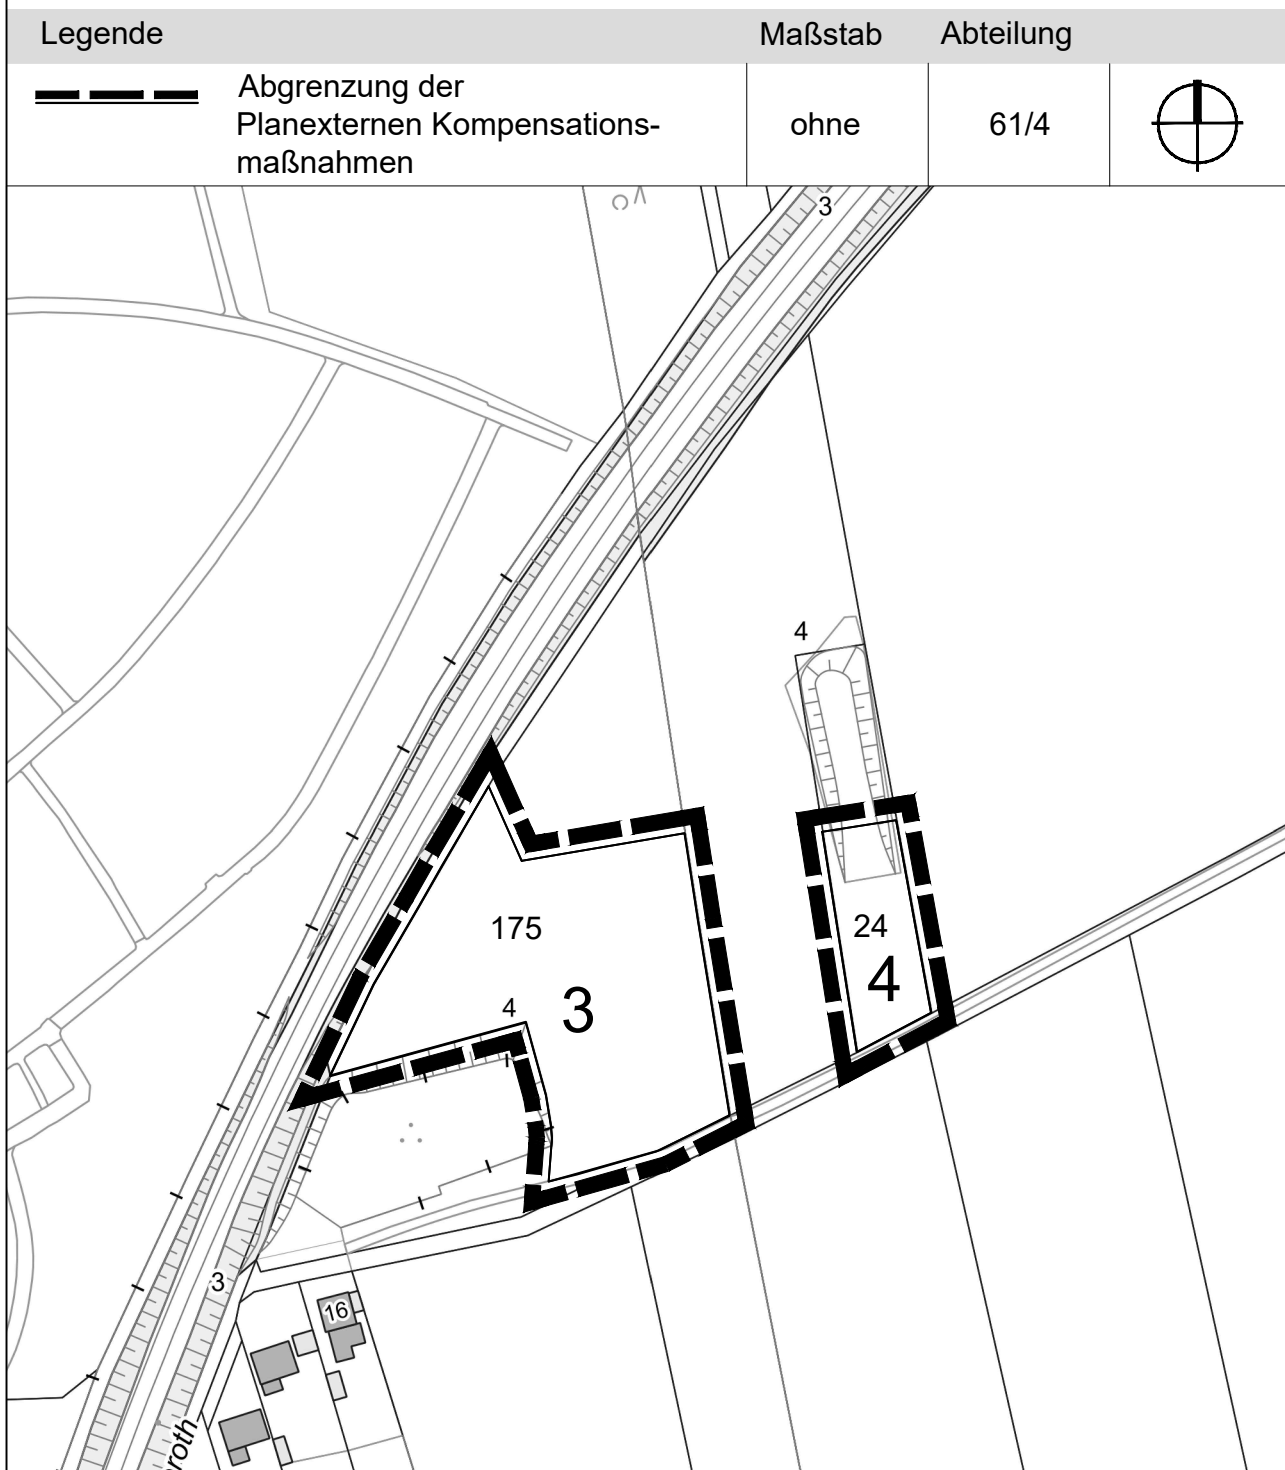 Legende Maßstab Abteilung
Abgrenzung der
Planexternen Kompensations-
maßnahmen
ohne 61/4
3
4
175
24
4
4
3
3
16
roth